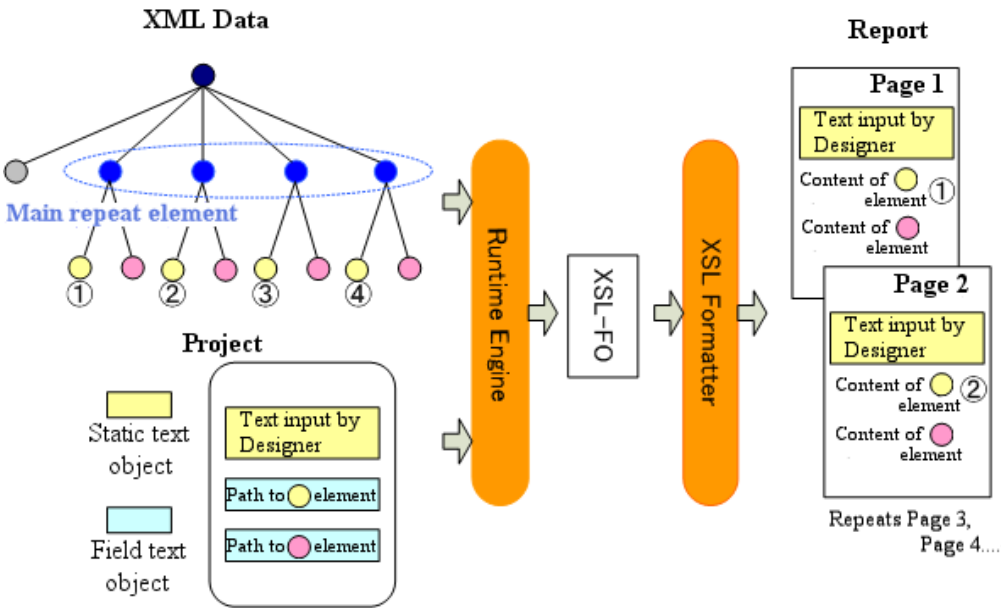 XML Data
Main repeat element
① ② ③ ④
Project
Static text
object
Field text
object
Text input by
Designer
Path to element
Path to element
Runtime Engine
XSL-FO
XSL Formatter
Report
Page 1
Text input by
Designer
Content of
element ①
Content of
element
Page 2
Text input by
Designer
Content of
element ②
Content of
element
Repeats Page 3,
Page 4....